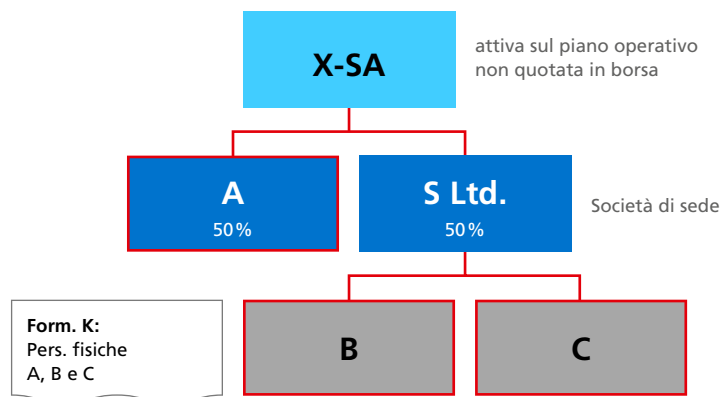 X-SA
attiva sul piano operativo
non quotata in borsa
A
50%
S Ltd.
50%
Società di sede
Form. K:
Pers. fisiche
A, B e C
B
C